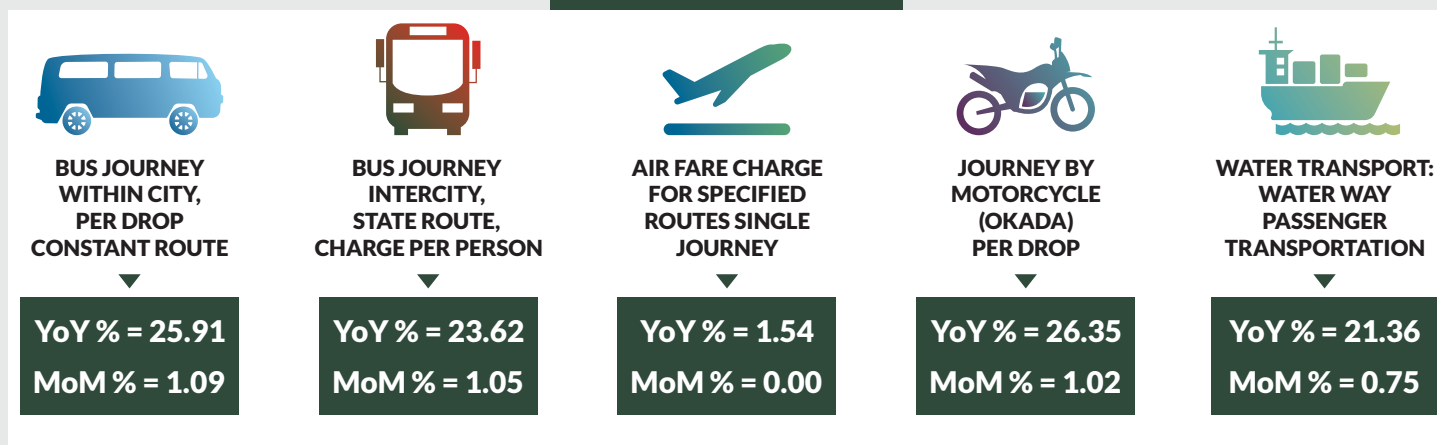 BUS JOURNEY
WITHIN CITY,
PER DROP
CONSTANT ROUTE
YoY % = 25.91
MoM % = 1.09
BUS JOURNEY
INTERCITY,
STATE ROUTE,
CHARGE PER PERSON
YoY % = 23.62
MoM % = 1.05
AIR FARE CHARGE
FOR SPECIFIED
ROUTES SINGLE
JOURNEY
YoY % = 1.54
MoM % = 0.00
JOURNEY BY
MOTORCYCLE
(OKADA)
PER DROP
YoY % = 26.35
MoM % = 1.02
WATER TRANSPORT:
WATER WAY
PASSENGER
TRANSPORTATION
YoY % = 21.36
MoM % = 0.75